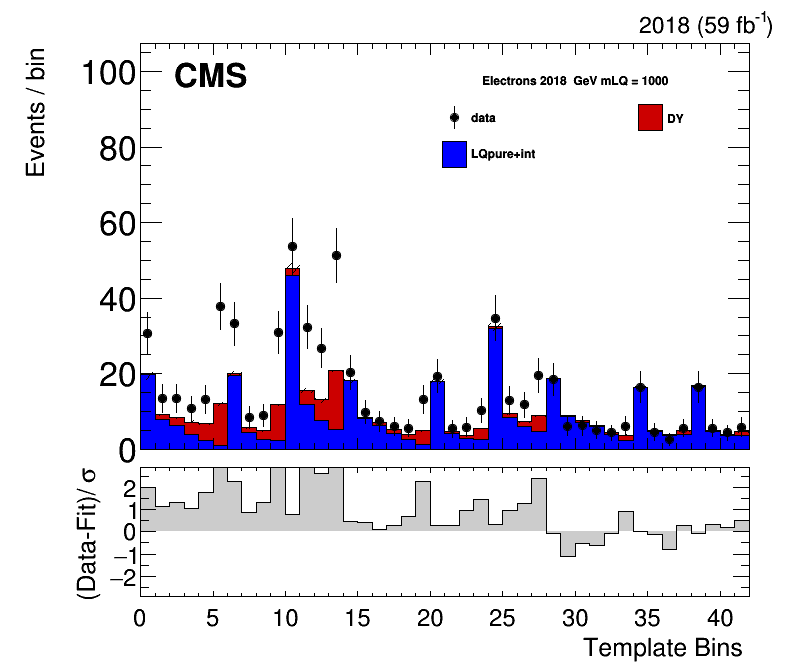 2018 (59 fb-1)
Events / bin
CMS
Electrons 2018 GeV mLQ = 1000
data
DY
LQpure+int
100
80
60
40
20
0
(Data-Fit)/ σ
2
1
0
−1
−2
0 5 10 15 20 25 30 35 40
Template Bins